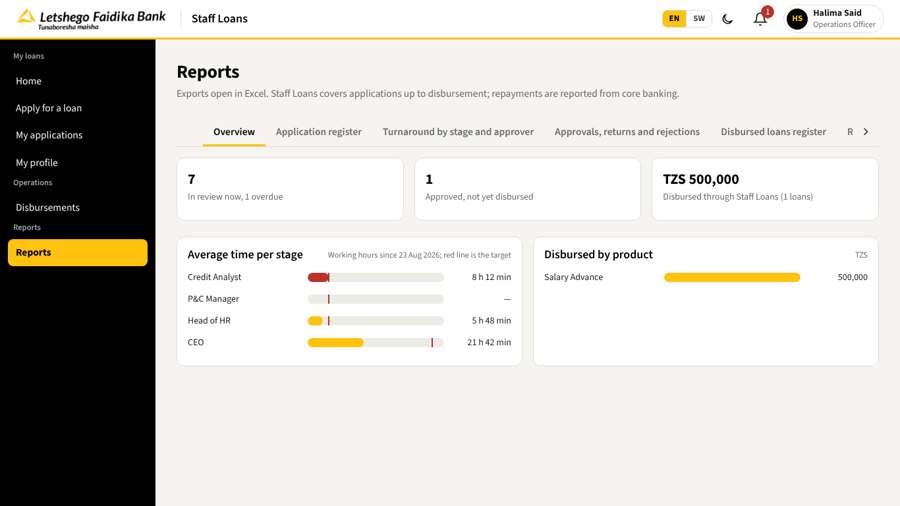 Letshego Faidika Bank
Tunaboresha maisha
Staff Loans
EN SW
1
HS
Halima Said
Operations Officer
My loans
Home
Apply for a loan
My applications
My profile
Operations
Disbursements
Reports
Reports
Reports
Exports open in Excel. Staff Loans covers applications up to disbursement; repayments are reported from core banking.
Overview Application register Turnaround by stage and approver Approvals, returns and rejections Disbursed loans register R
7
In review now, 1 overdue
1
Approved, not yet disbursed
TZS 500,000
Disbursed through Staff Loans (1 loans)
Average time per stage Working hours since 23 Aug 2026; red line is the target
Credit Analyst 8 h 12 min
P&C Manager —
Head of HR 5 h 48 min
CEO 21 h 42 min
Disbursed by product TZS
Salary Advance 500,000